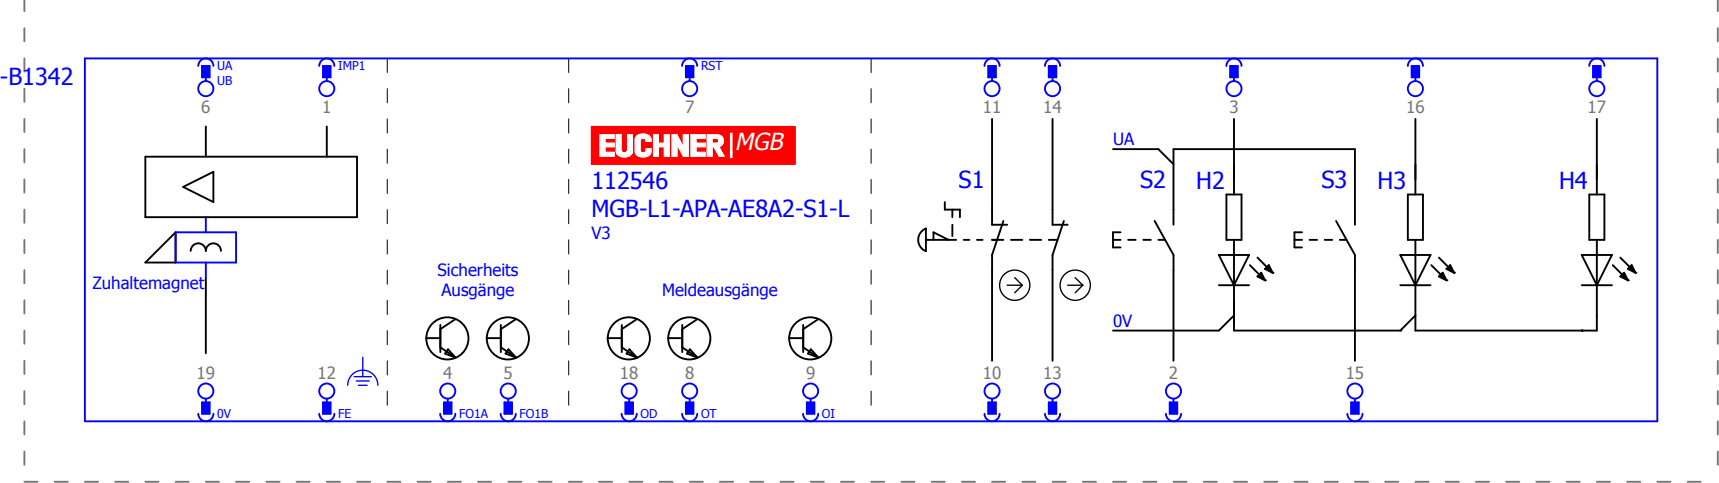 -B1342
UA
UB
IMP1
RST
6
1
7
11
14
3
16
17
EUCHNER MGB
112546
MGB-L1-APA-AE8A2-S1-L
V3
UA
S1
S2
H2
S3
H3
H4
Zuhaltemagnet
Sicherheits
Ausgänge
Meldeausgänge
0V
19
12
4
5
18
8
9
10
13
2
15
0V
FE
FO1A
FO1B
OD
OT
OI